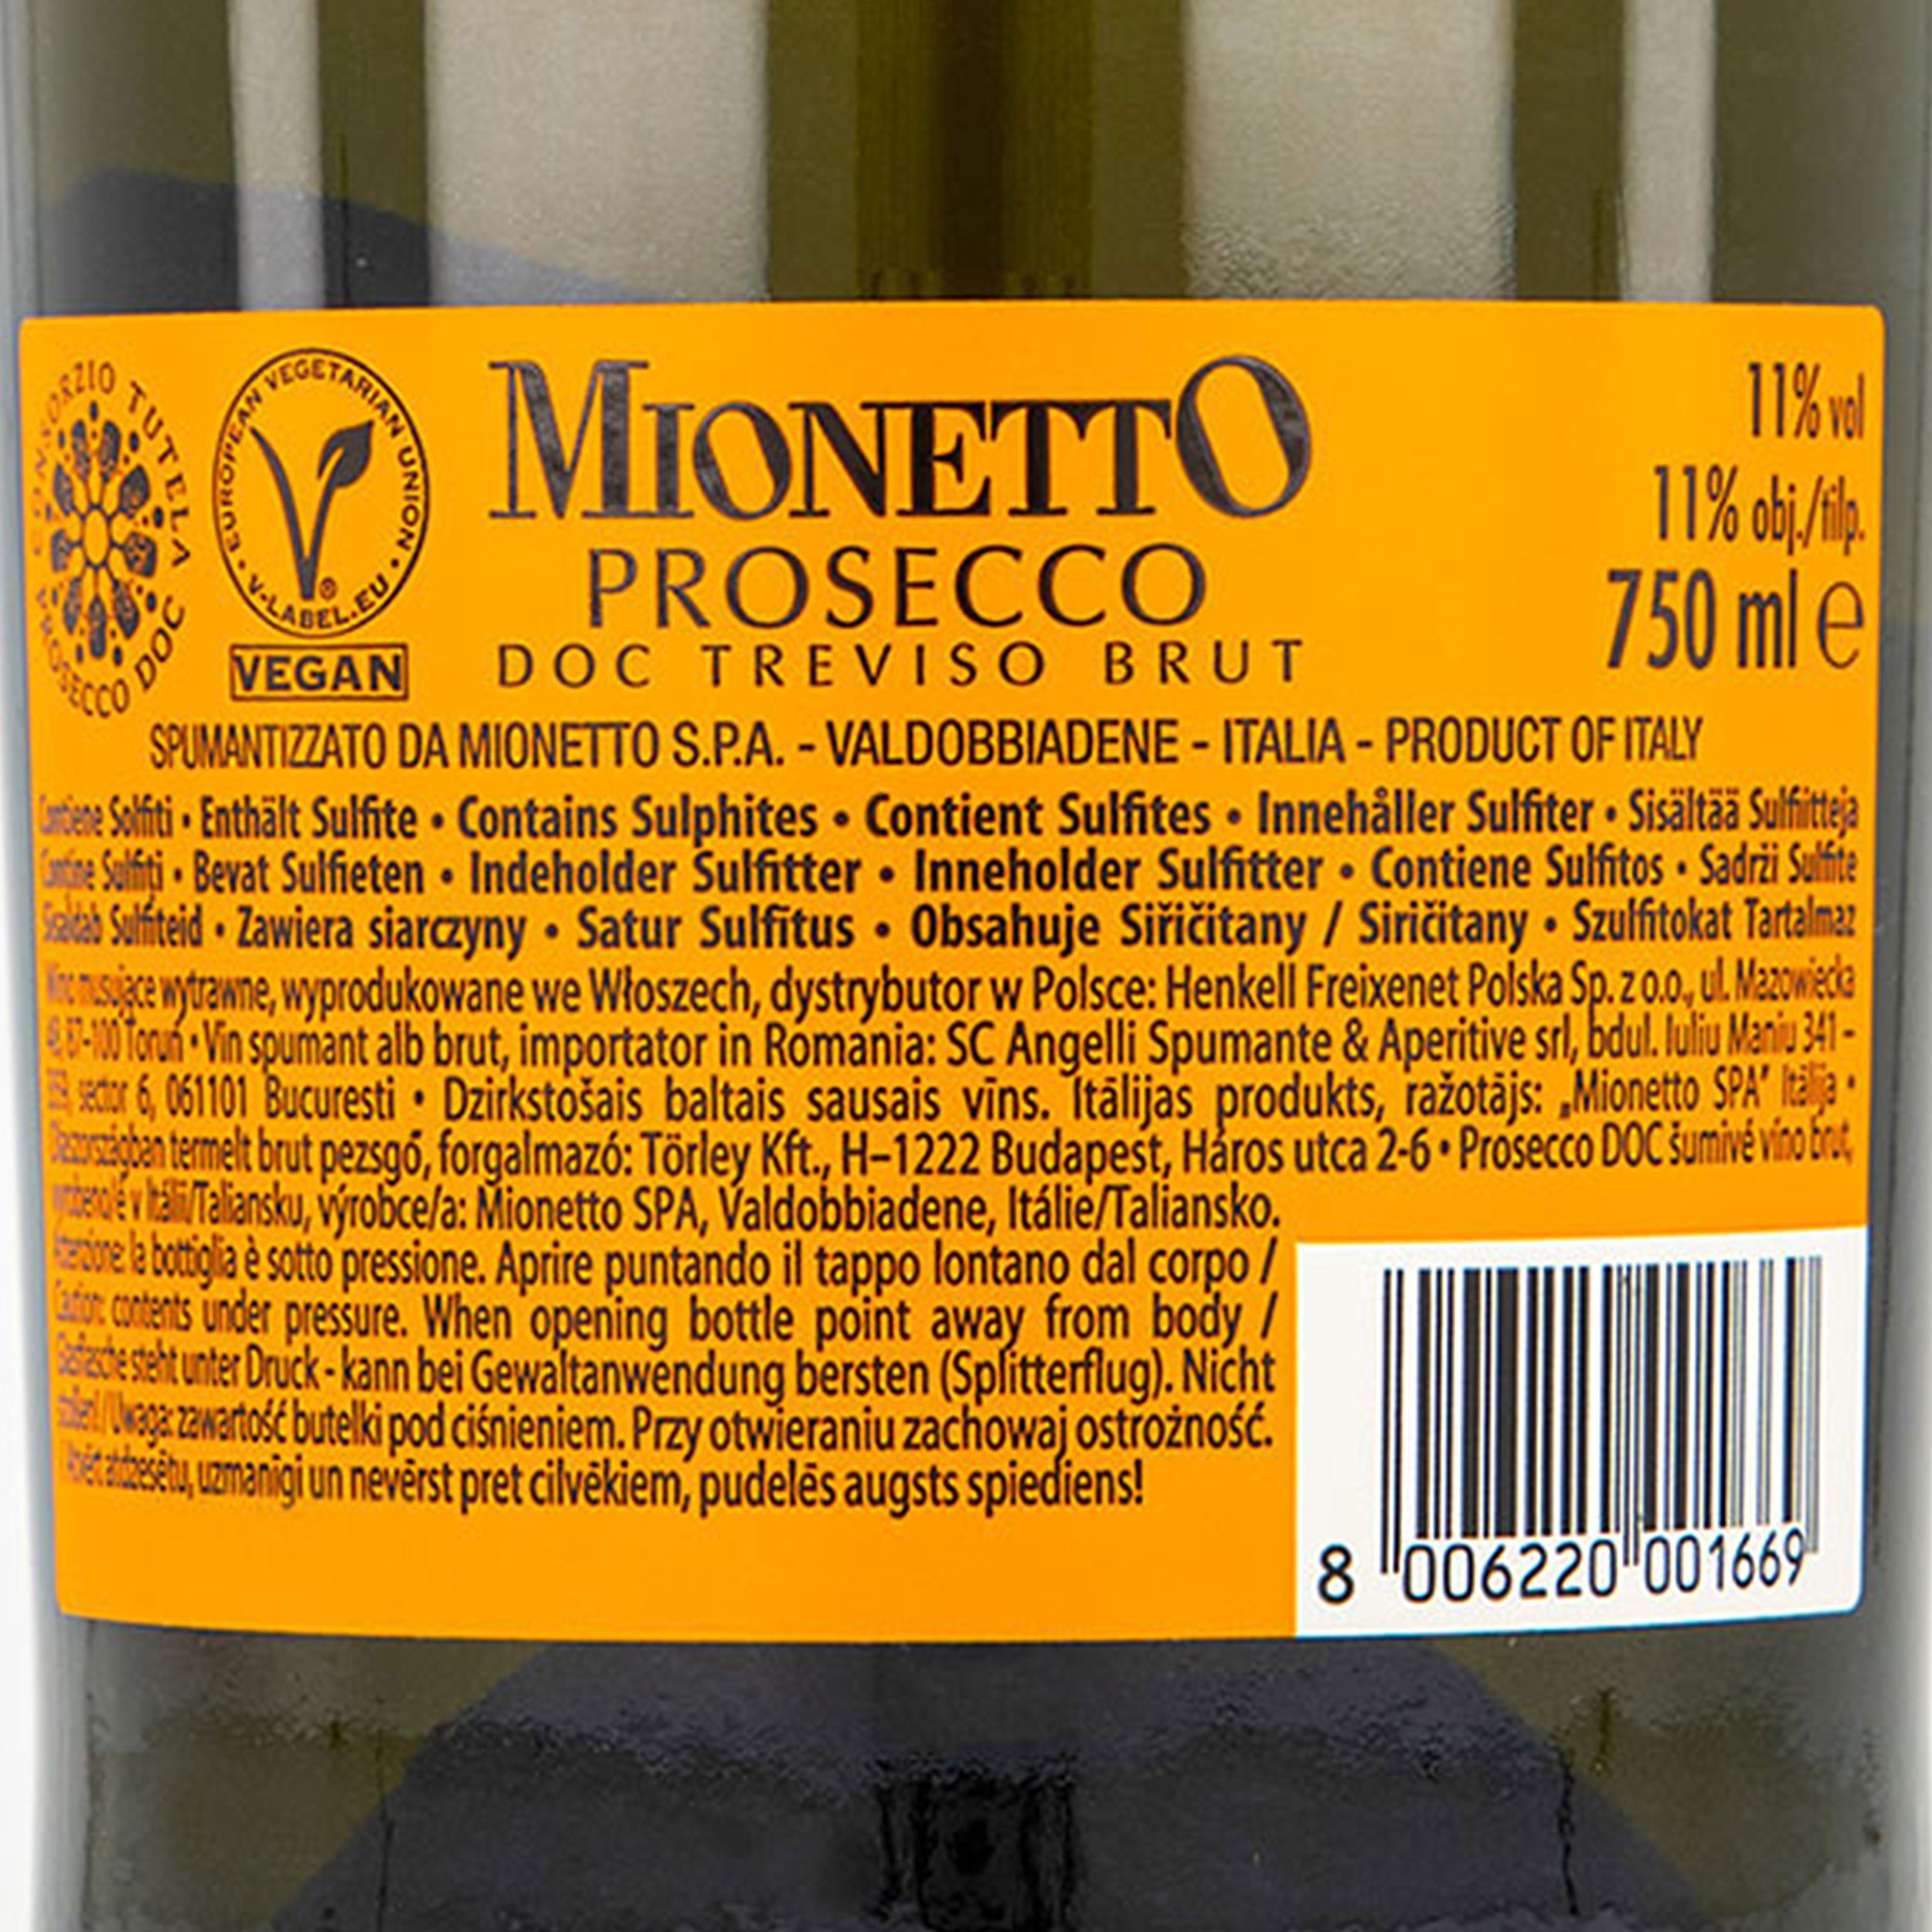 CONSORZIO TUTELA
PROSECCO DOC
EUROPEAN VEGETARIAN UNION
V-LABEL.EU ®
VEGAN
MIONETTO
PROSECCO
DOC TREVISO BRUT
11% vol
11% obj./tilp.
750 ml e
SPUMANTIZZATO DA MIONETTO S.P.A. - VALDOBBIADENE - ITALIA - PRODUCT OF ITALY
Contiene Solfiti • Enthält Sulfite • Contains Sulphites • Contient Sulfites • Innehåller Sulfiter • Sisältää Sulfiitteja
Conține Sulfiți • Bevat Sulfieten • Indeholder Sulfitter • Inneholder Sulfitter • Contiene Sulfitos • Sadrži Sulfite
Sisaldab Sulfiteid • Zawiera siarczyny • Satur Sulfītus • Obsahuje Siřičitany / Siričitany • Szulfitokat Tartalmaz
Wino musujące wytrawne, wyprodukowane we Włoszech, dystrybutor w Polsce: Henkell Freixenet Polska Sp. z o.o., ul. Mazowiecka
48, 87-100 Toruń • Vin spumant alb brut, importator in Romania: SC Angelli Spumante & Aperitive srl, bdul. Iuliu Maniu 341 -
sector 6, 061101 Bucuresti • Dzirkstošais baltais sausais vīns. Itālijas produkts, ražotājs: „Mionetto SPA" Itālija •
Olaszországban termelt brut pezsgő, forgalmazó: Törley Kft., H–1222 Budapest, Háros utca 2-6 • Prosecco DOC šumivé víno brut,
vyrobeno/é v Itálii/Taliansku, výrobce/a: Mionetto SPA, Valdobbiadene, Itálie/Taliansko.
Attenzione: la bottiglia è sotto pressione. Aprire puntando il tappo lontano dal corpo /
Caution: contents under pressure. When opening bottle point away from body /
Glasflasche steht unter Druck - kann bei Gewaltanwendung bersten (Splitterflug). Nicht
stoßen! / Uwaga: zawartość butelki pod ciśnieniem. Przy otwieraniu zachowaj ostrożność.
/ Atvērt atdzesētu, uzmanīgi un nevērst pret cilvēkiem, pudelēs augsts spiediens!
8 006220 001669